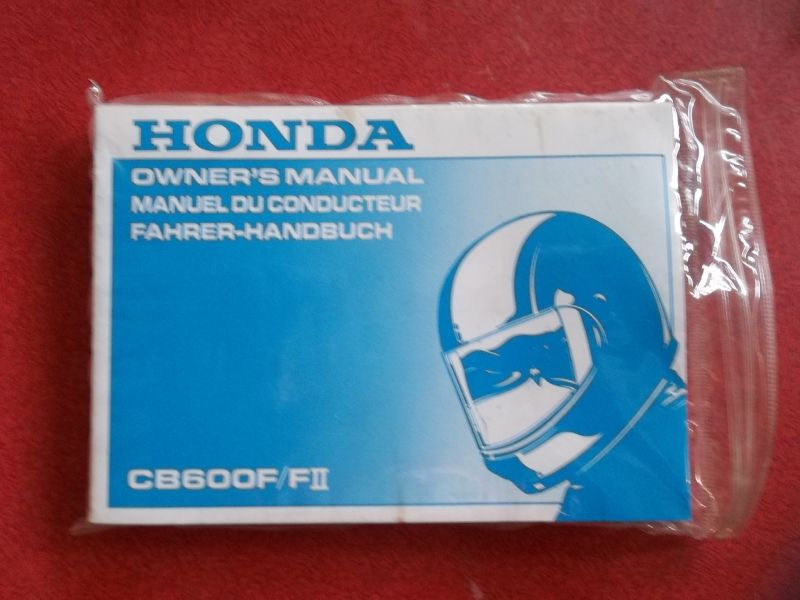 HONDA
OWNER'S MANUAL
MANUEL DU CONDUCTEUR
FAHRER-HANDBUCH
CB600F/FII